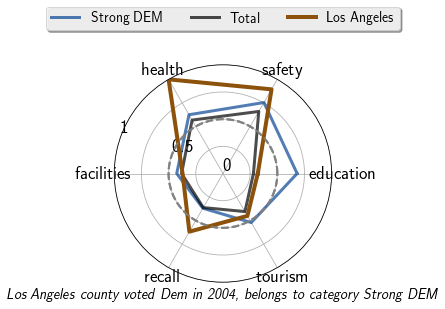 Strong DEM Total Los Angeles
health safety
1
0.5
0
facilities education
recall tourism
Los Angeles county voted Dem in 2004, belongs to category Strong DEM